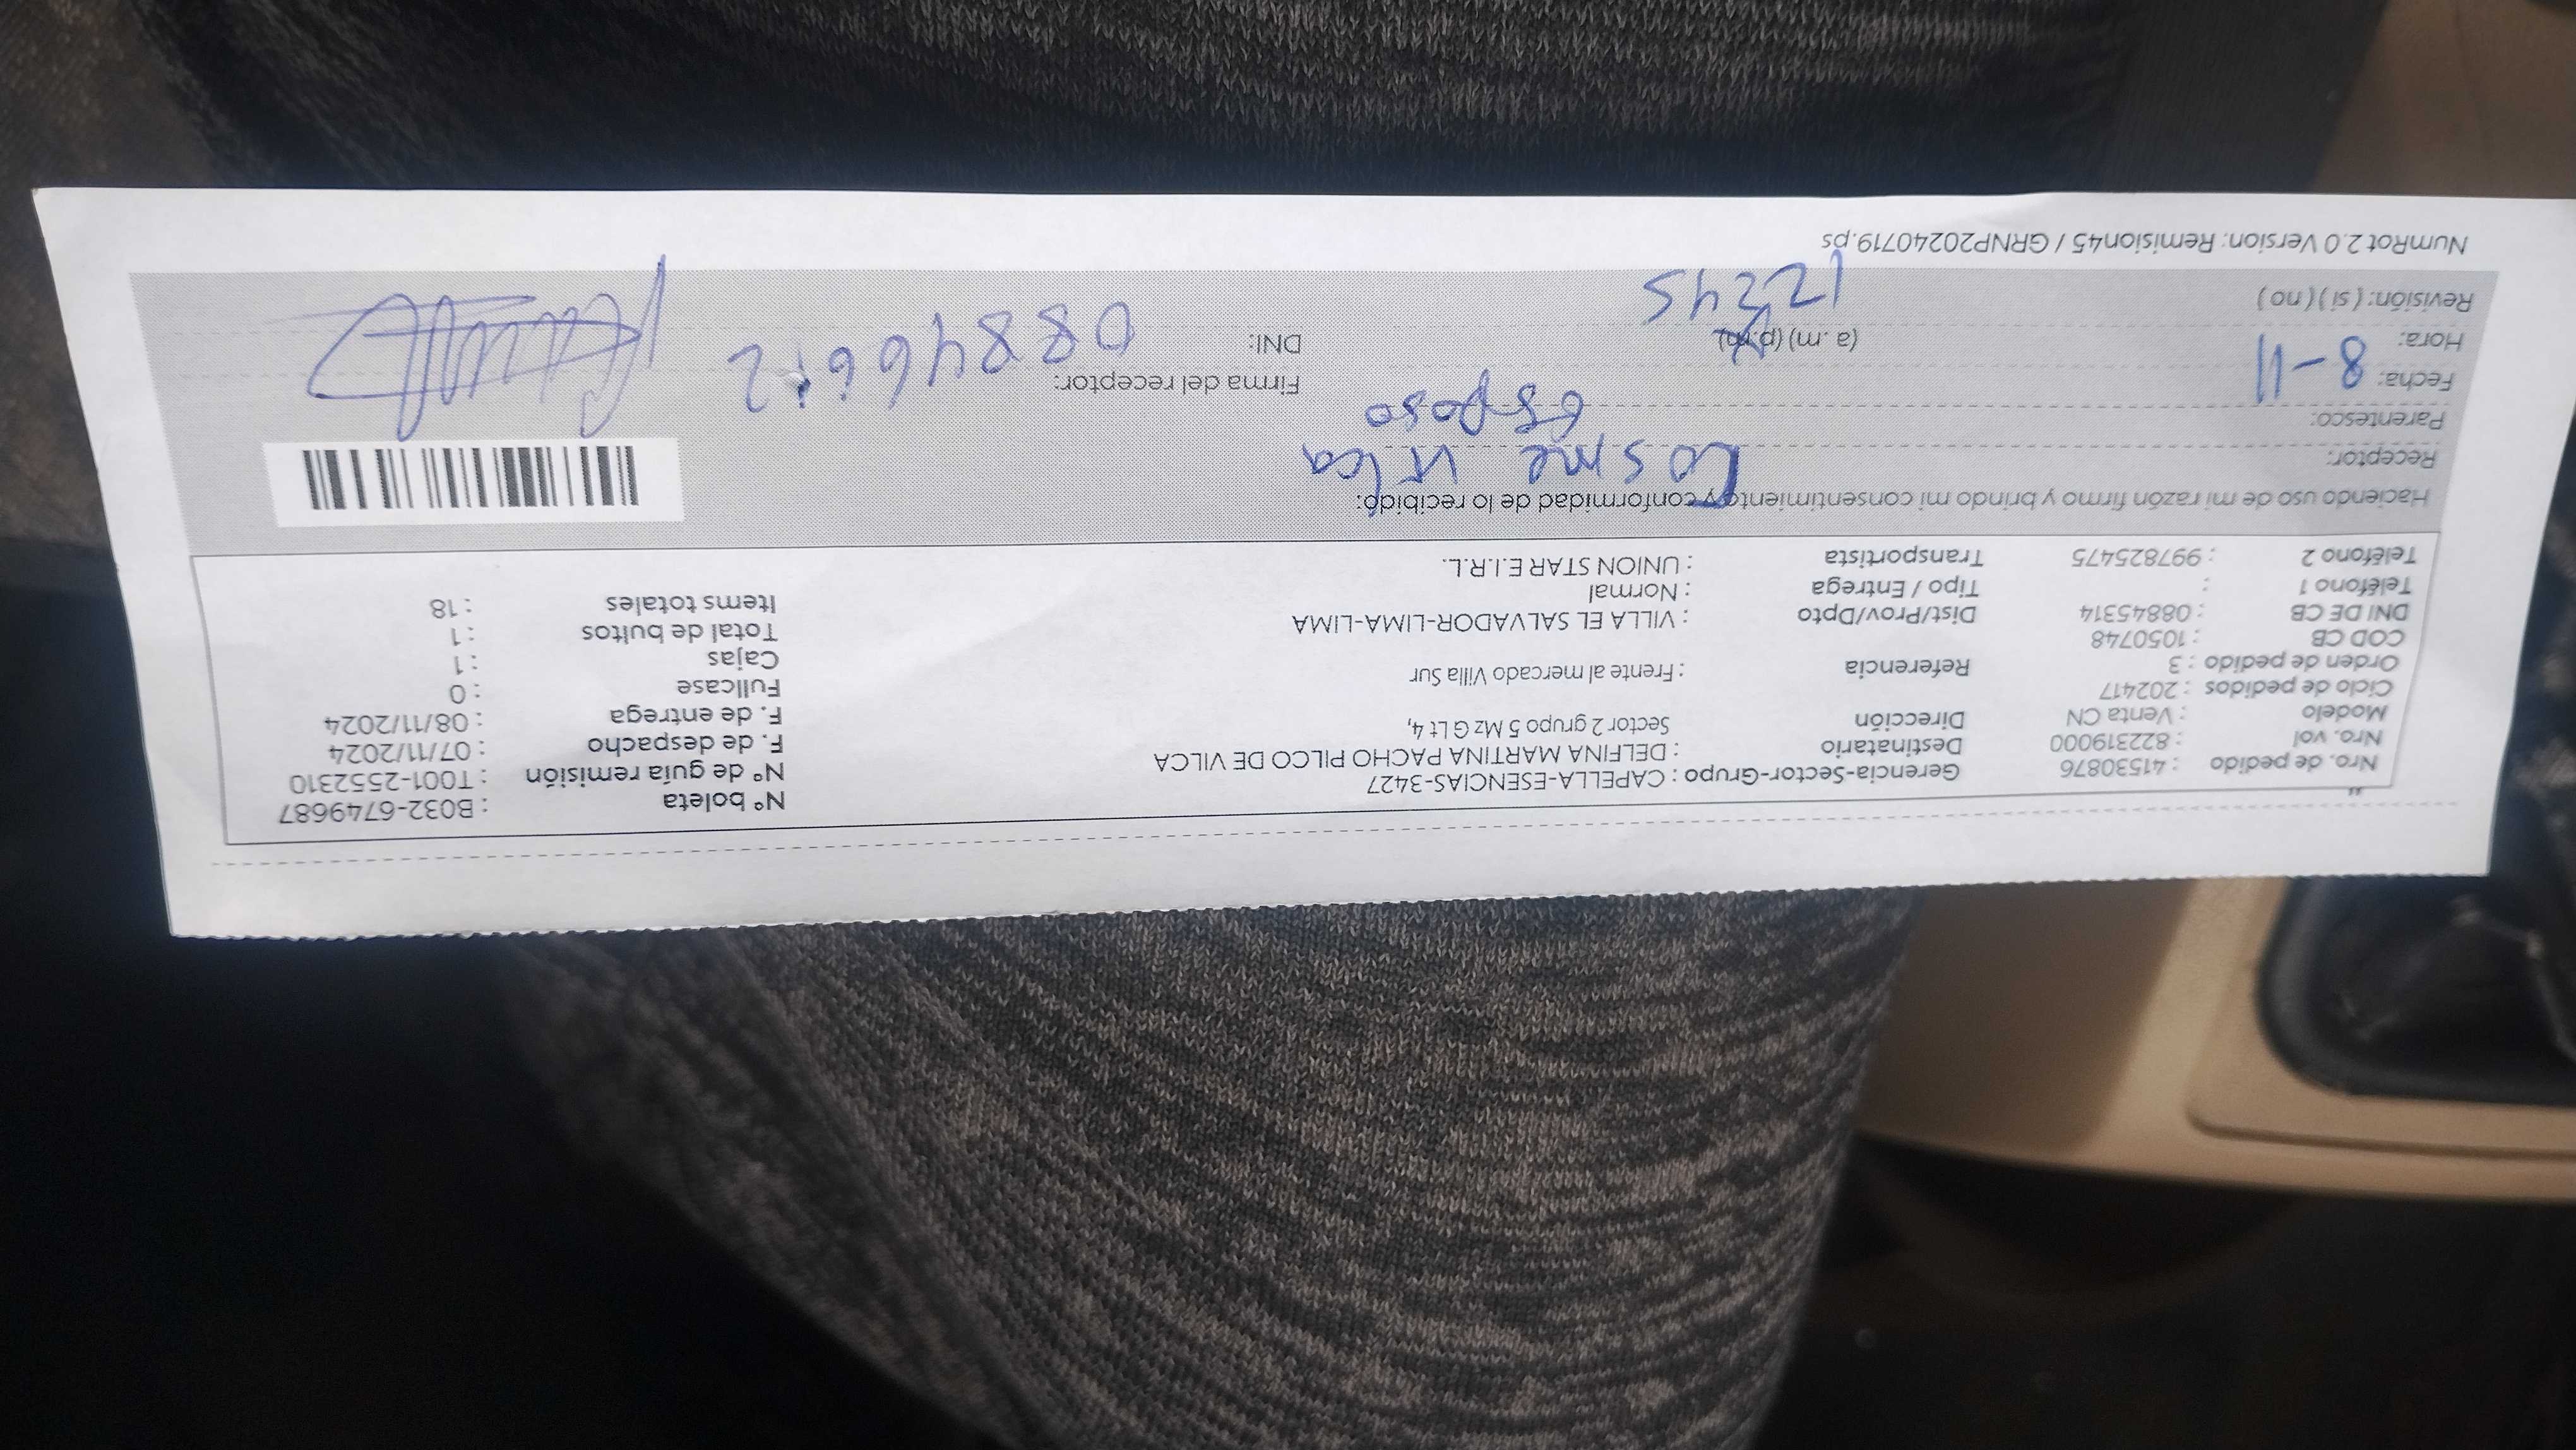 Nro. de pedido : 41530876 Gerencia-Sector-Grupo : CAPELLA-ESENCIAS-3427 N° boleta : B032-6749687
Nro. vol : 822319000 Destinatario : DELFINA MARTINA PACHO PILCO DE VILCA N° de guía remisión : T001-2552310
Modelo : Venta CN Dirección Sector 2 grupo 5 Mz G Lt 4, F. de despacho : 07/11/2024
Ciclo de pedidos : 202417 F. de entrega : 08/11/2024
Orden de pedido : 3 Referencia : Frente al mercado Villa Sur Fullcase : 0
COD CB : 1050748 Cajas : 1
DNI DE CB : 08845314 Dist/Prov/Dpto : VILLA EL SALVADOR-LIMA-LIMA Total de bultos : 1
Teléfono 1 : Tipo / Entrega : Normal Items totales : 18
Teléfono 2 : 997825475 Transportista : UNION STAR E.I.R.L.
Haciendo uso de mi razón firmo y brindo mi consentimiento y conformidad de lo recibido:
Receptor: Cosme Vilca
Parentesco: esposo
Fecha: 8-11 Firma del receptor:
Hora: (a. m) (p. m) DNI: 088466
Revisión: ( si ) ( no )
NumRot 2.0 Version: Remision45 / GRNP20240719.ps